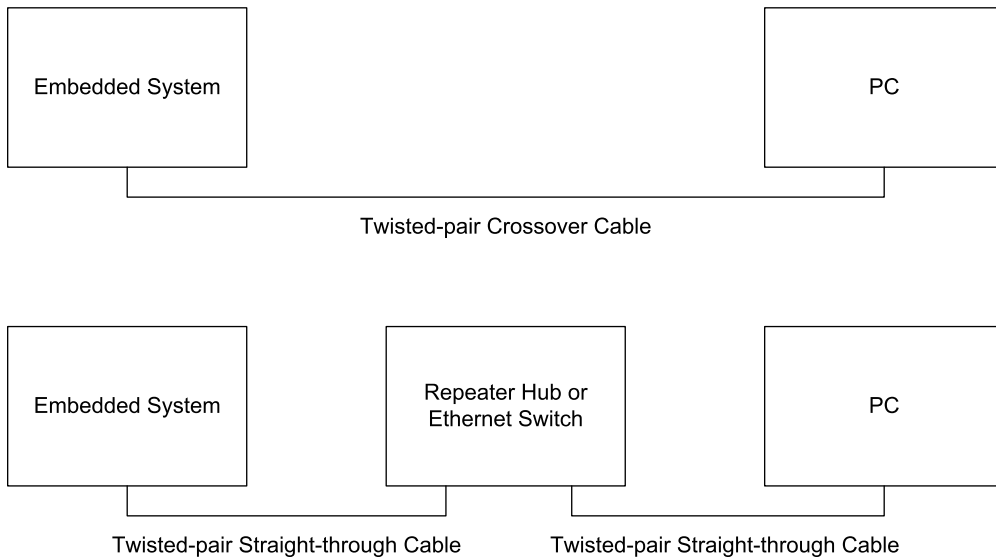 Embedded System
PC
Twisted-pair Crossover Cable
Embedded System
Repeater Hub or
Ethernet Switch
PC
Twisted-pair Straight-through Cable
Twisted-pair Straight-through Cable